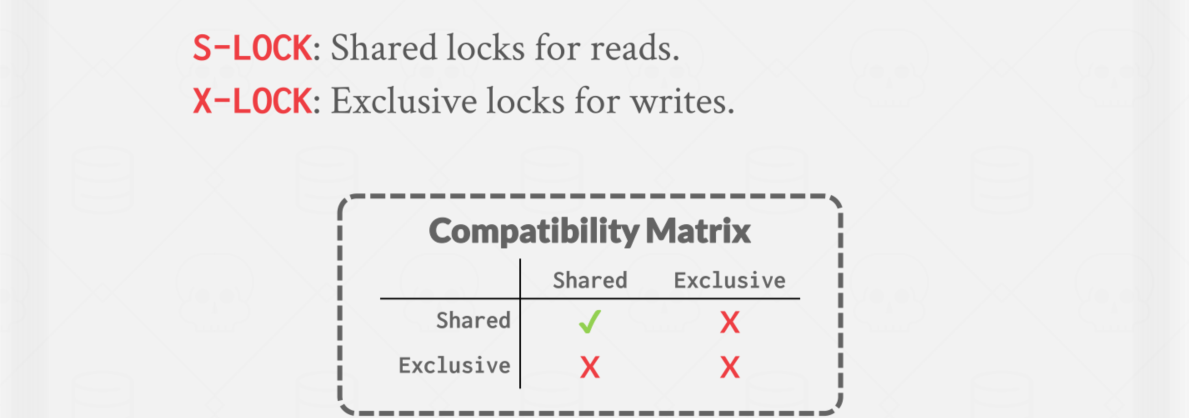 S-LOCK: Shared locks for reads.
X-LOCK: Exclusive locks for writes.
Compatibility Matrix
Shared Exclusive
Shared ✓ X
Exclusive X X